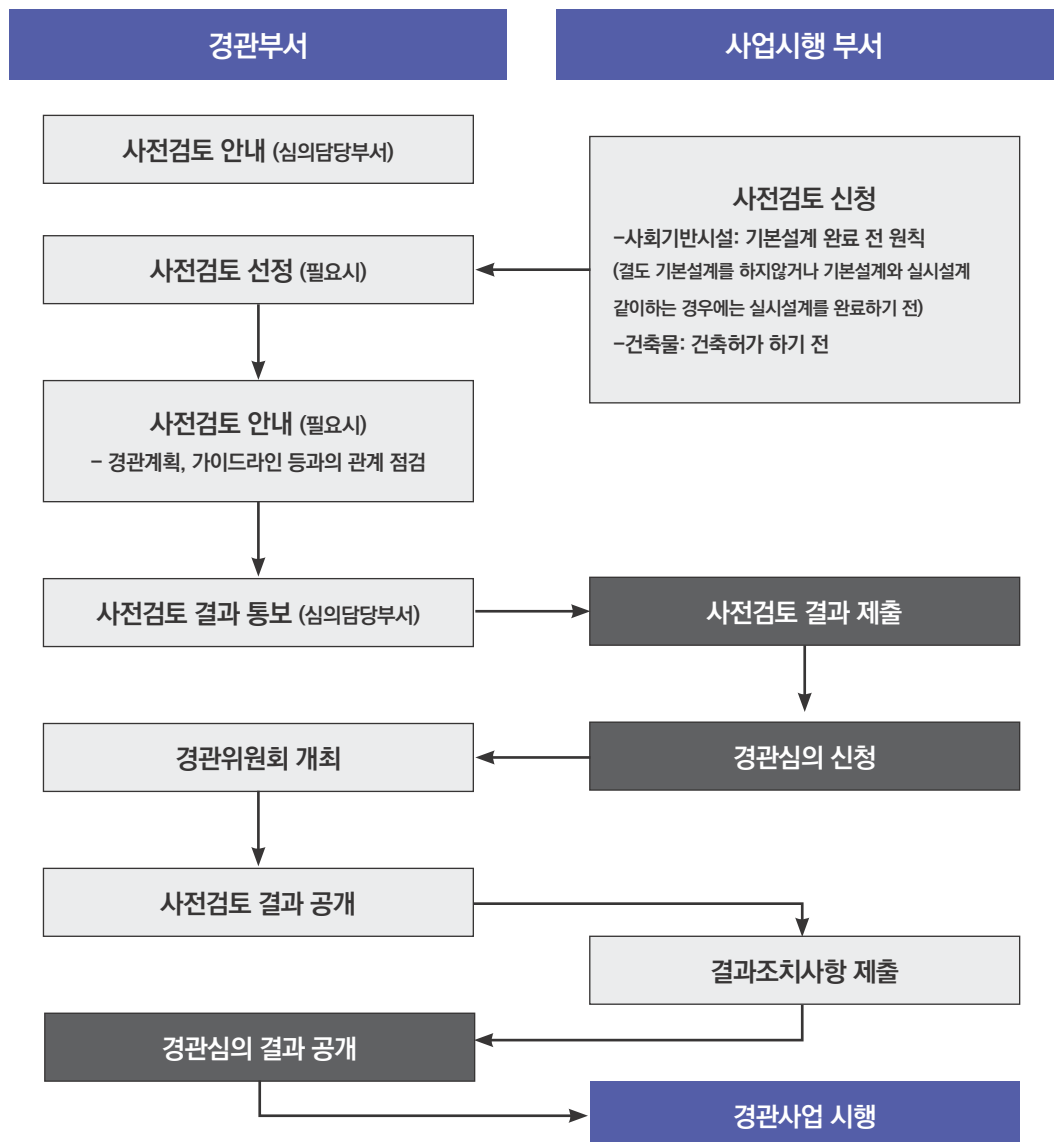 경관부서
사업시행 부서
사전검토 안내 (심의담당부서)
사전검토 신청
-사회기반시설: 기본설계 완료 전 원칙
(결도 기본설계를 하지않거나 기본설계와 실시설계
같이하는 경우에는 실시설계를 완료하기 전)
-건축물: 건축허가 하기 전
사전검토 선정 (필요시)
사전검토 안내 (필요시)
- 경관계획, 가이드라인 등과의 관계 점검
사전검토 결과 통보 (심의담당부서)
사전검토 결과 제출
경관위원회 개최
경관심의 신청
사전검토 결과 공개
결과조치사항 제출
경관심의 결과 공개
경관사업 시행